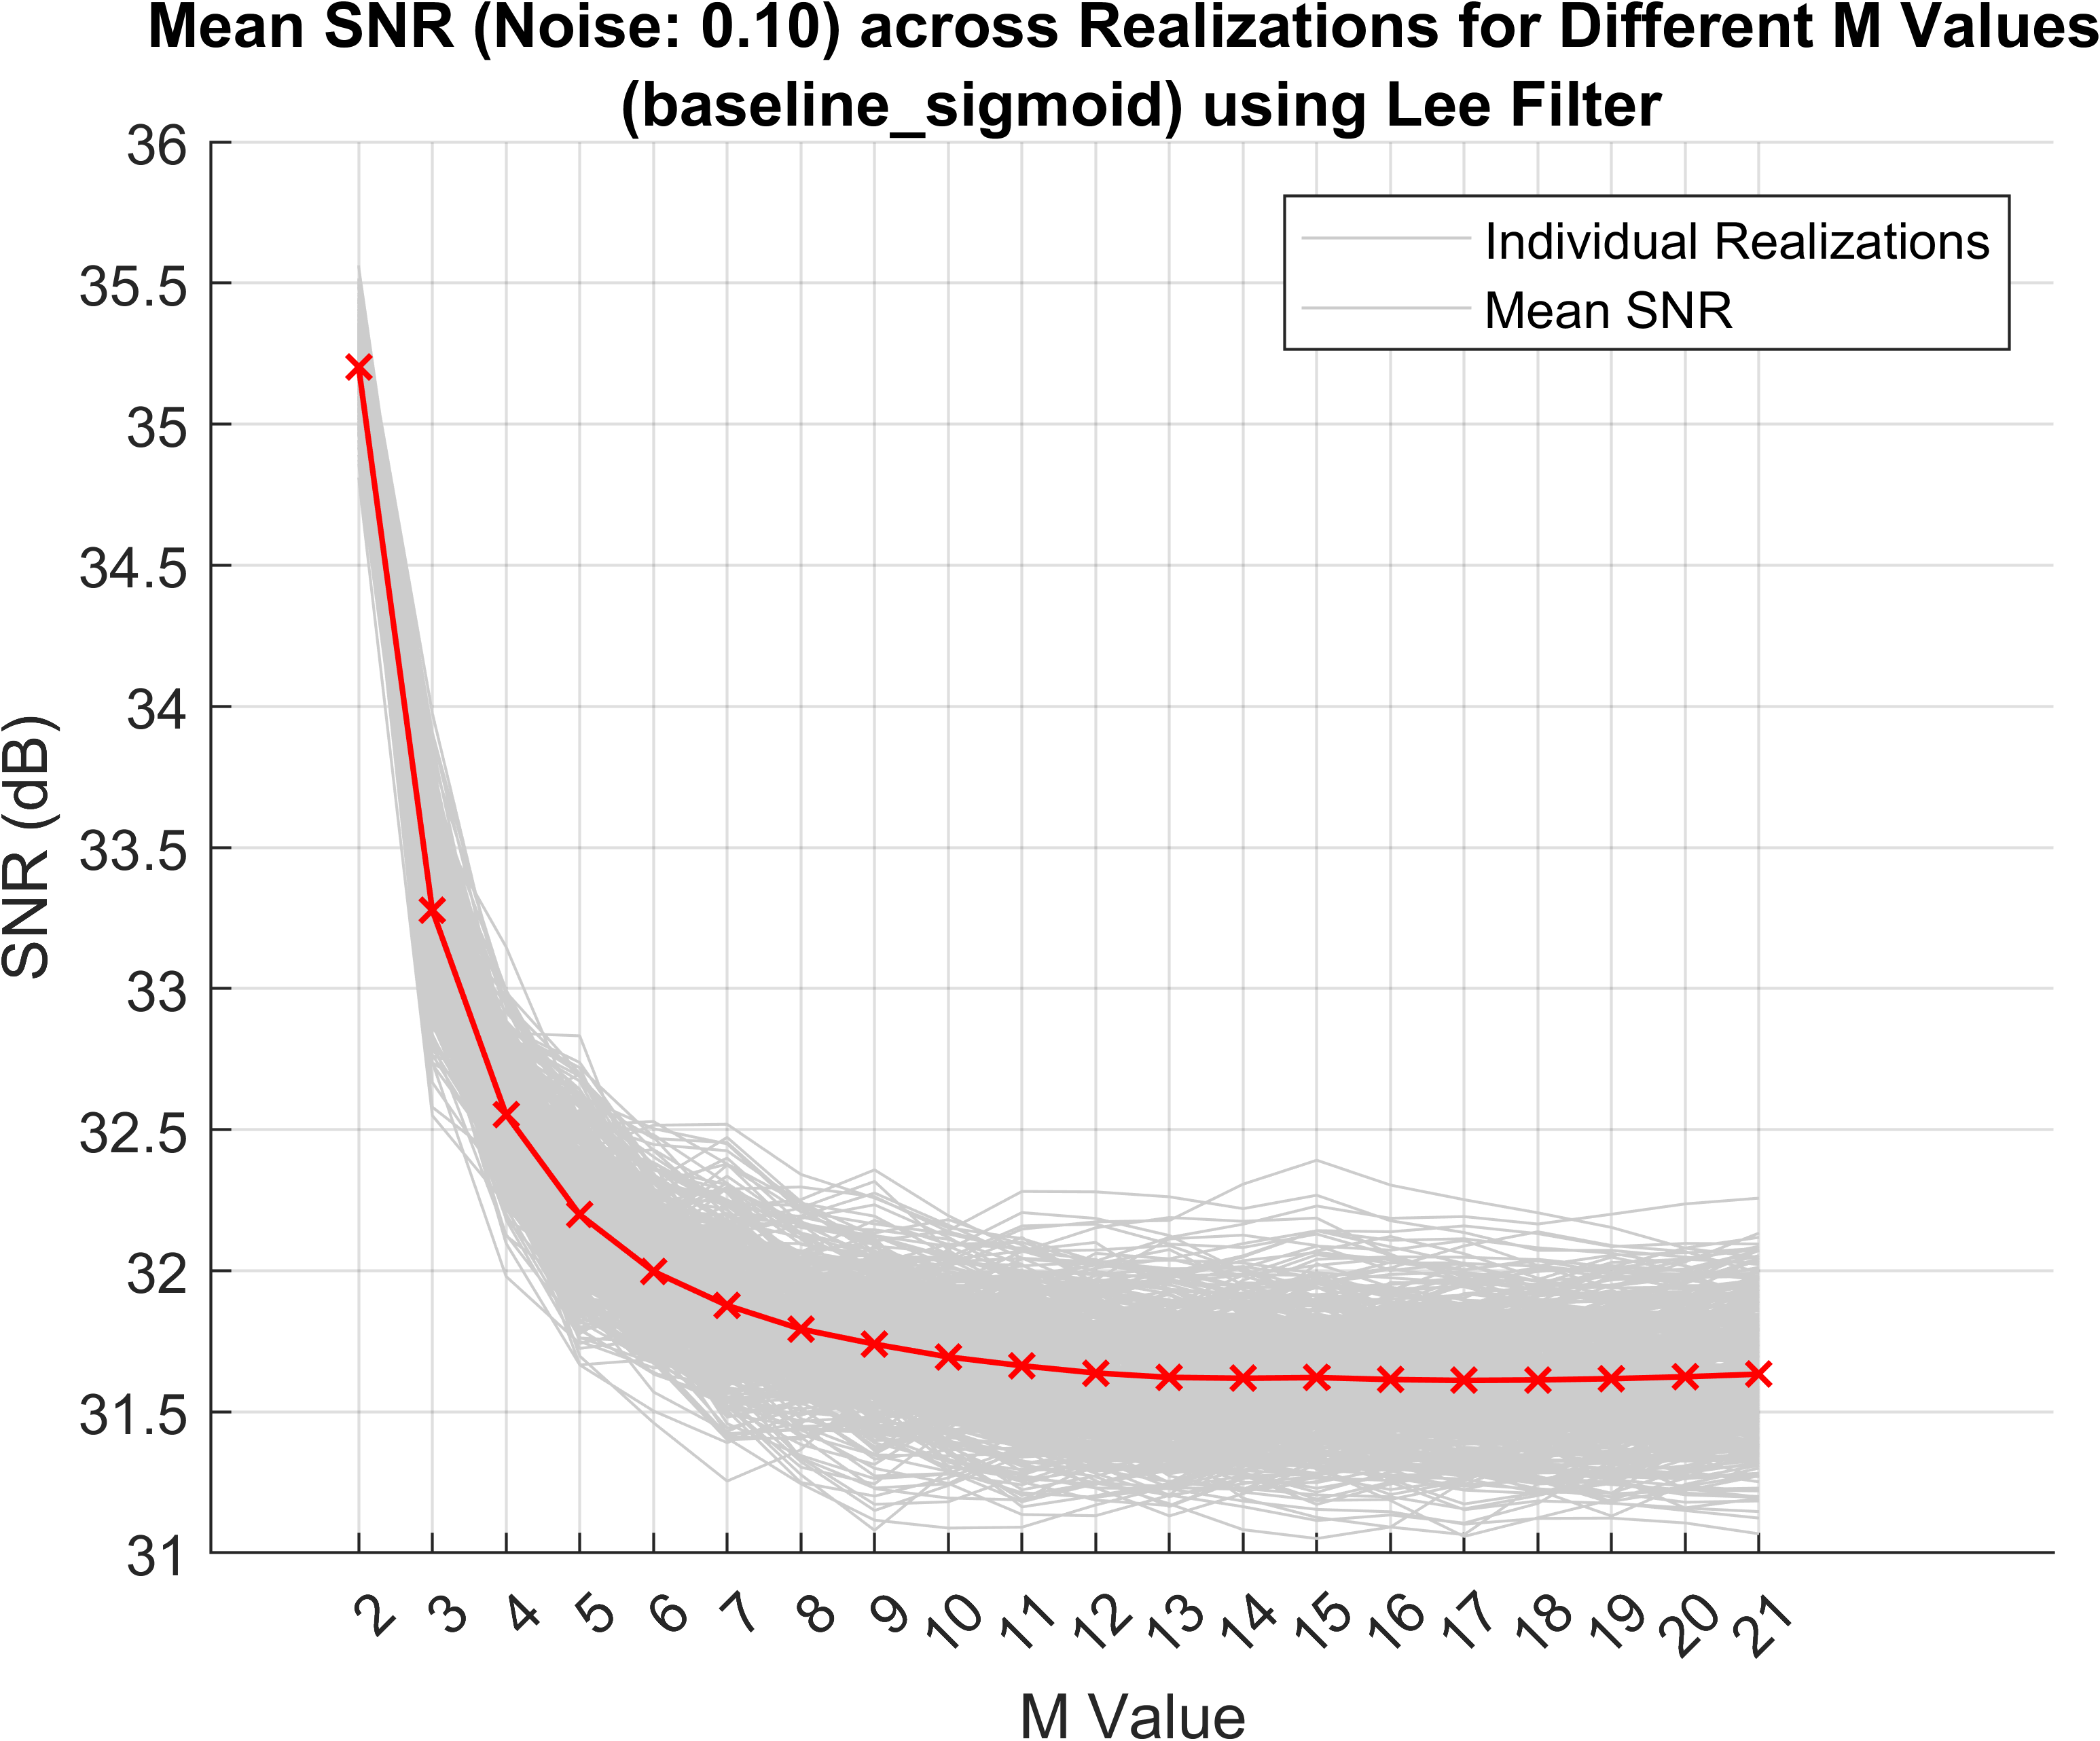 Mean SNR (Noise: 0.10) across Realizations for Different M Values
(baseline_sigmoid) using Lee Filter
36
35.5
35
34.5
34
33.5
33
32.5
32
31.5
31
SNR (dB)
Individual Realizations
Mean SNR
2 3 4 5 6 7 8 9 10 11 12 13 14 15 16 17 18 19 20 21
M Value